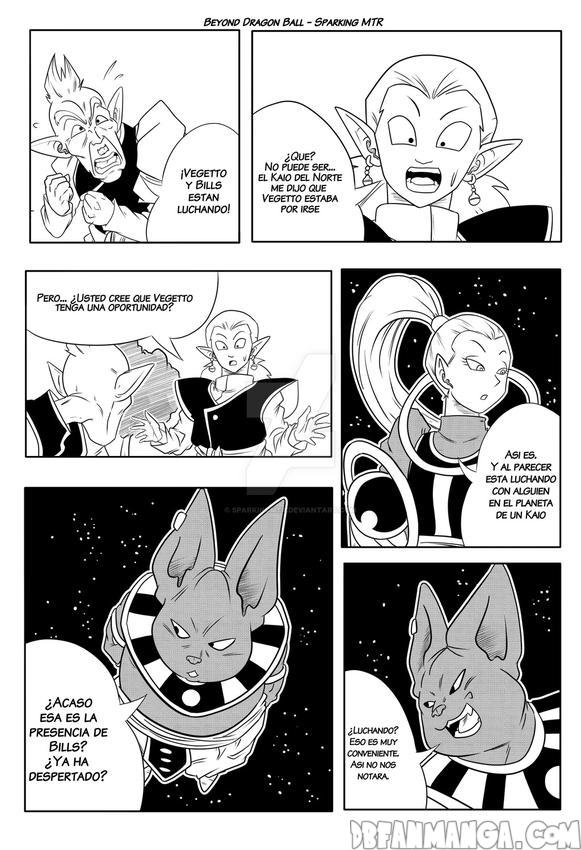 Beyond Dragon Ball - Sparking MTR
¡Vegetto
y Bills
estan
luchando!
¿Que?
No puede ser...
el Kaio del Norte
me dijo que
Vegetto estaba
por irse
Pero... ¿Usted cree que Vegetto
tenga una oportunidad?
Asi es.
Y al parecer
esta luchando
con alguien
en el planeta
de un Kaio
¿Acaso
esa es la
presencia de
Bills?
¿Ya ha
despertado?
¿Luchando?
Eso es muy
conveniente.
Asi no nos
notara.
DBFANMANGA.COM